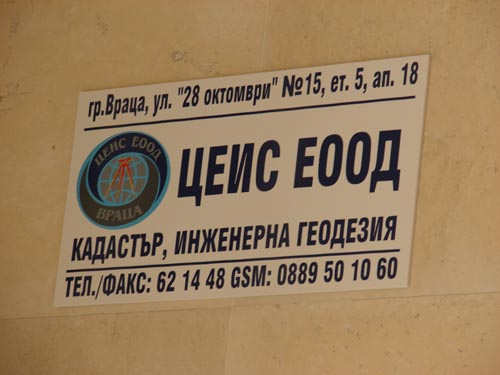 гр.Враца, ул. "28 октомври" №15, ет. 5, ап. 18
ЦЕИС ЕООД
ВРАЦА
ЦЕИС ЕООД
КАДАСТЪР, ИНЖЕНЕРНА ГЕОДЕЗИЯ
ТЕЛ./ФАКС: 62 14 48 GSM: 0889 50 10 60